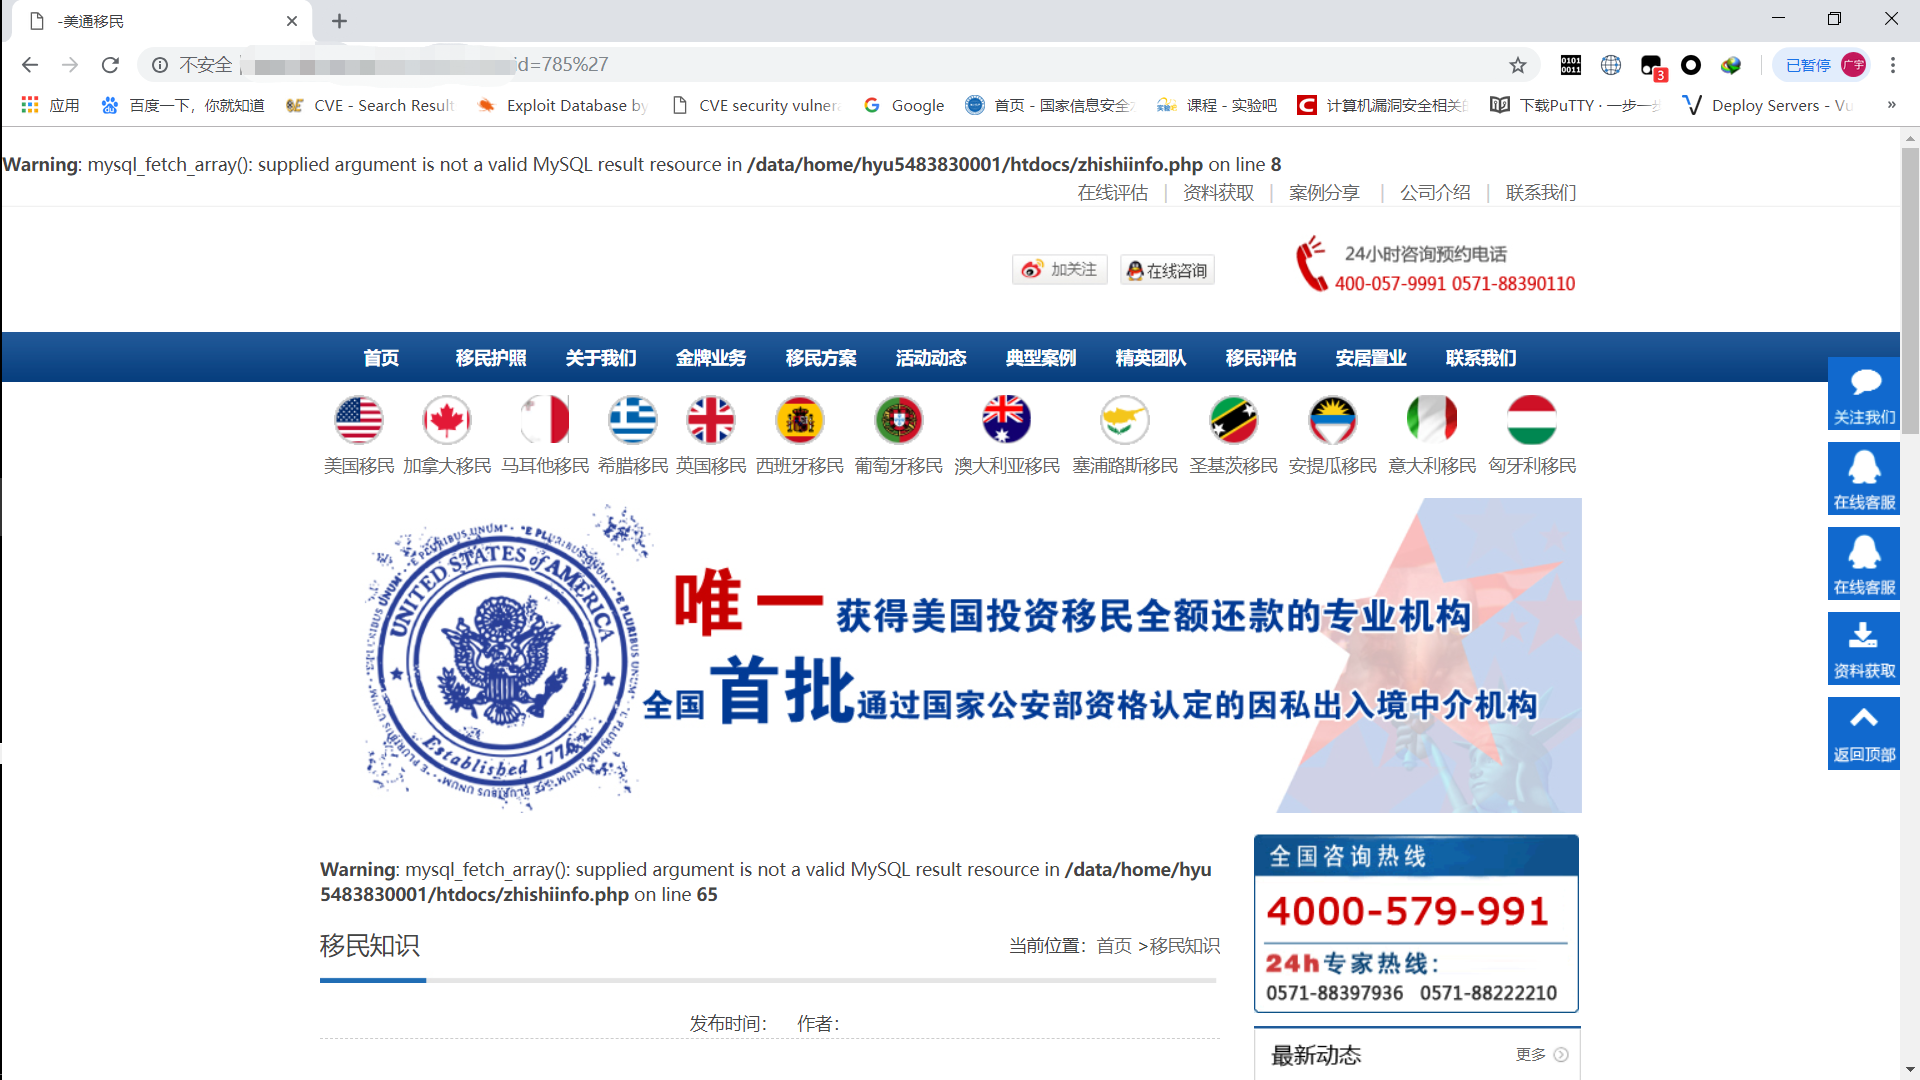 -美通移民
不安全
id=785%27
已暂停
广宇
0101
0011
3
应用
百度一下，你就知道
CVE - Search Result
Exploit Database by
CVE security vulnera
Google
首页 - 国家信息安全
课程 - 实验吧
计算机漏洞安全相关
下载PuTTY · 一步一步
Deploy Servers - Vu
»
Warning: mysql_fetch_array(): supplied argument is not a valid MySQL result resource in /data/home/hyu5483830001/htdocs/zhishiinfo.php on line 8
在线评估 | 资料获取 | 案例分享 | 公司介绍 | 联系我们
加关注
在线咨询
24小时咨询预约电话
400-057-9991 0571-88390110
首页 移民护照 关于我们 金牌业务 移民方案 活动动态 典型案例 精英团队 移民评估 安居置业 联系我们
美国移民 加拿大移民 马耳他移民 希腊移民 英国移民 西班牙移民 葡萄牙移民 澳大利亚移民 塞浦路斯移民 圣基茨移民 安提瓜移民 意大利移民 匈牙利移民
关注我们
在线客服
在线客服
资料获取
返回顶部
UNITED STATES of AMERICA
Established 1776
唯一获得美国投资移民全额还款的专业机构
全国首批通过国家公安部资格认定的因私出入境中介机构
Warning: mysql_fetch_array(): supplied argument is not a valid MySQL result resource in /data/home/hyu
5483830001/htdocs/zhishiinfo.php on line 65
移民知识
当前位置：首页 >移民知识
发布时间： 作者：
全国咨询热线
4000-579-991
24h专家热线：
0571-88397936 0571-88222210
最新动态
更多